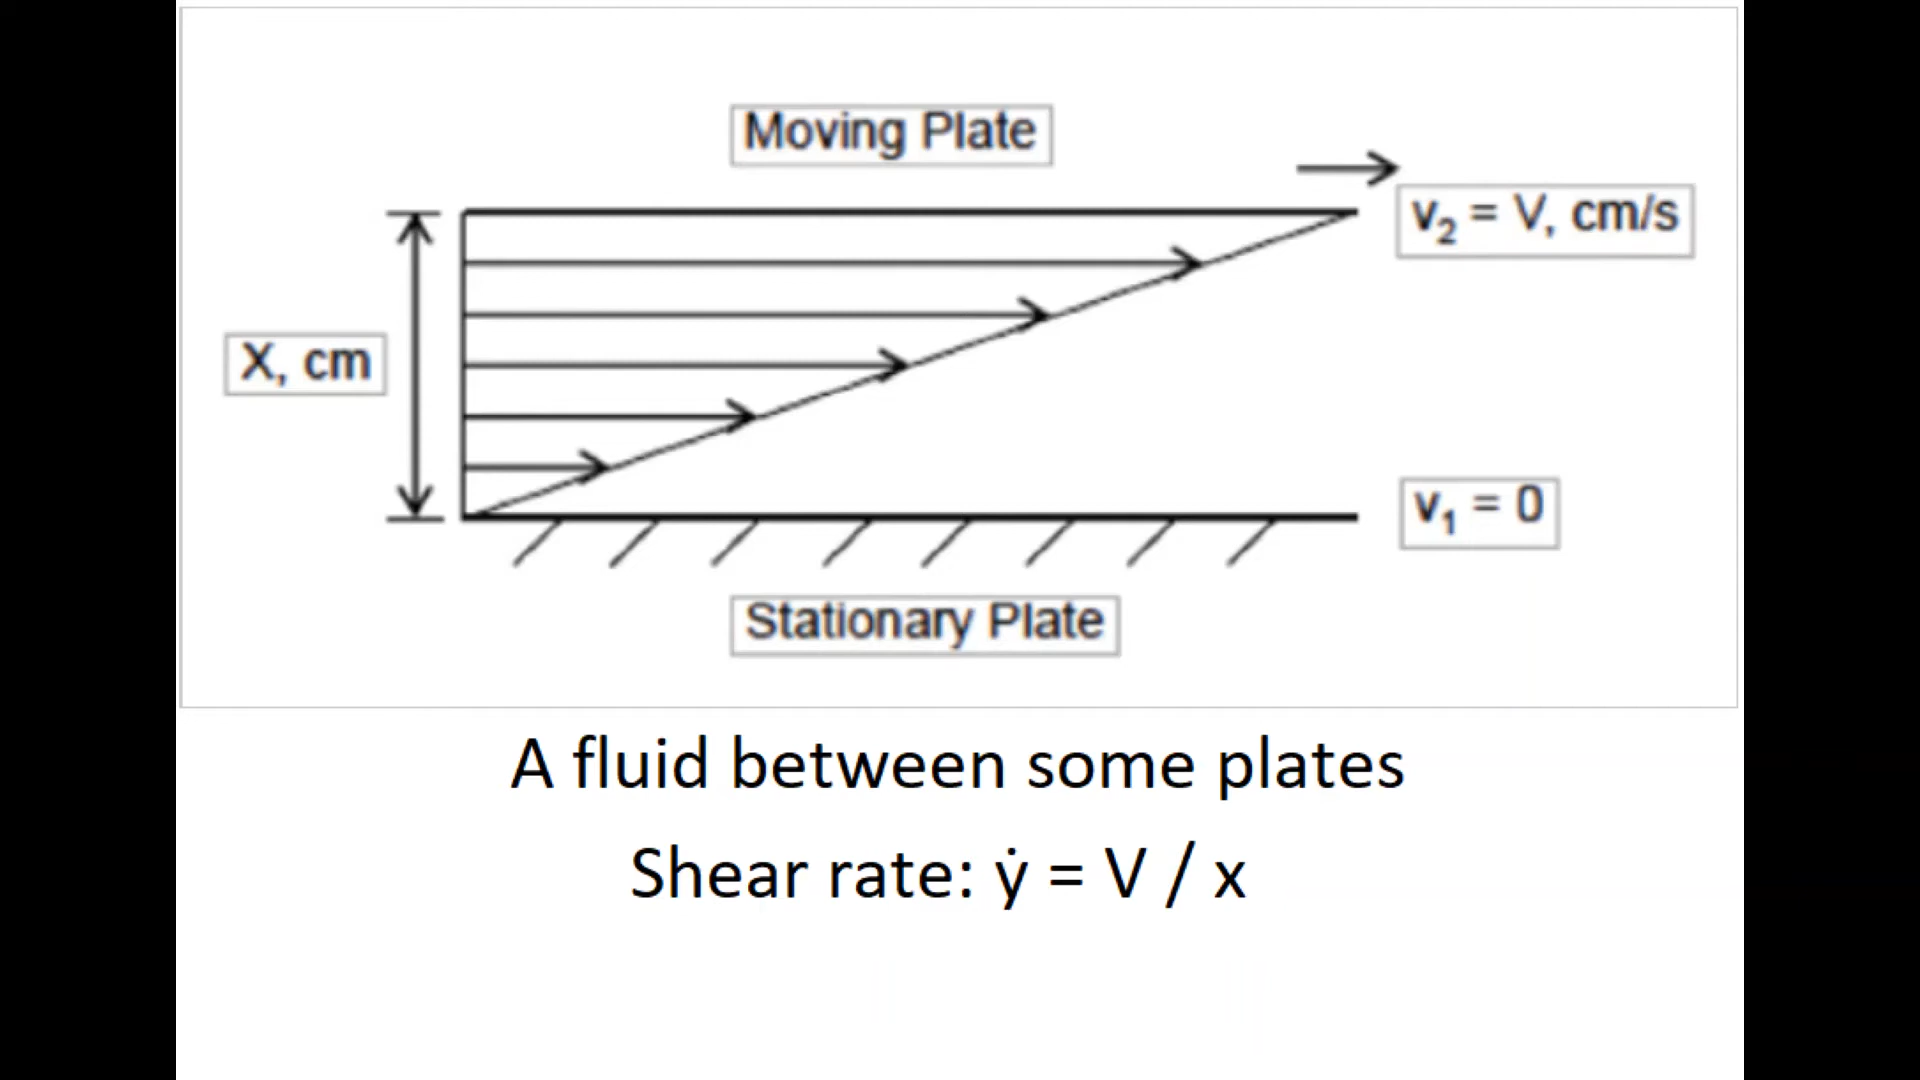 Moving Plate
v₂ = V, cm/s
X, cm
v₁ = 0
Stationary Plate
A fluid between some plates
Shear rate: ẏ = V / x